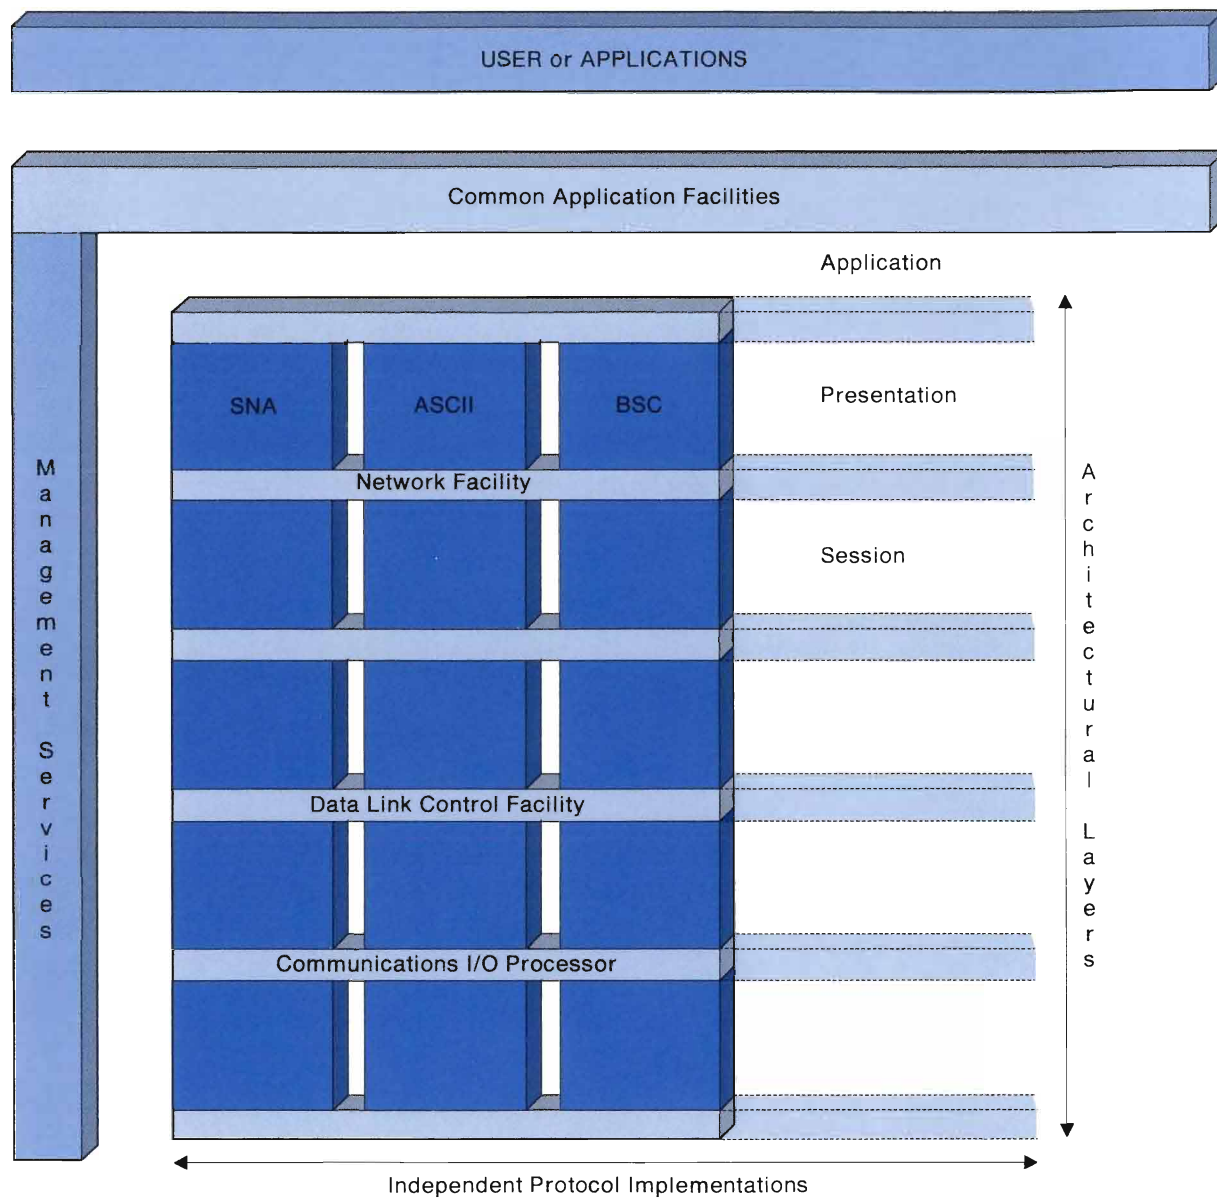 USER or APPLICATIONS
Common Application Facilities
Application
SNA
ASCII
BSC
Presentation
Network Facility
Session
Data Link Control Facility
Communications I/O Processor
Management Services
Architectural Layers
Independent Protocol Implementations